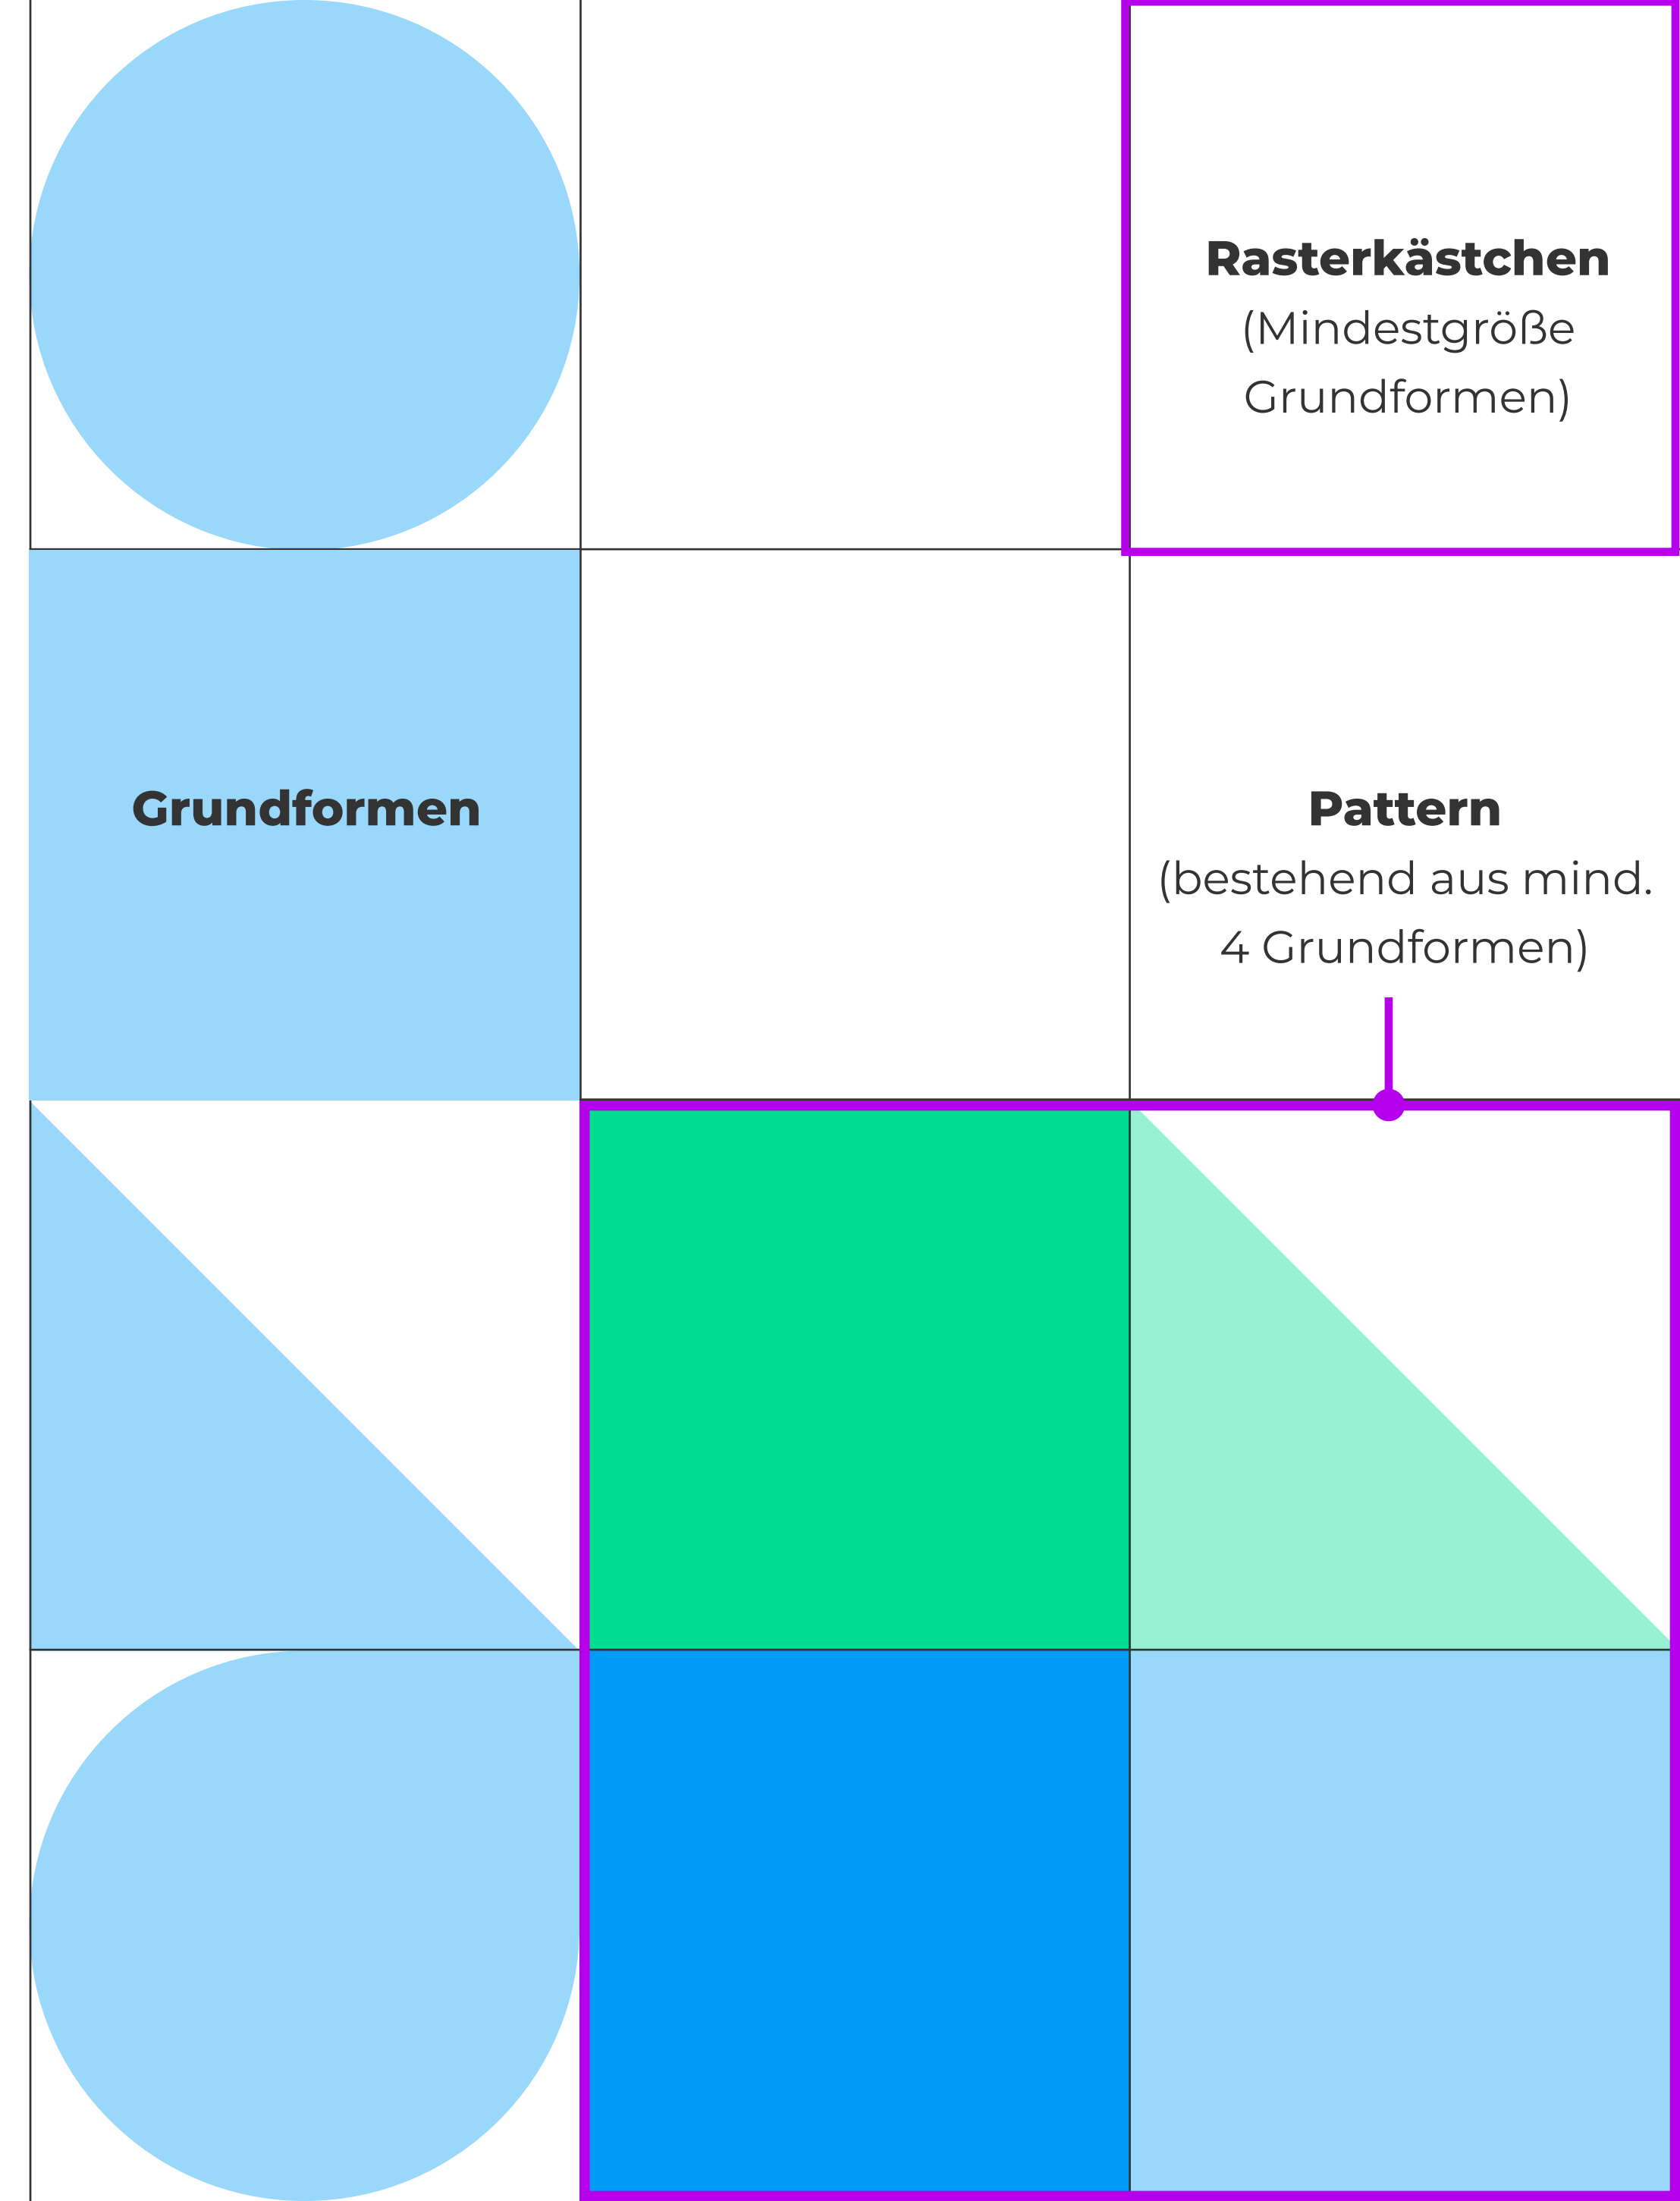 Rasterkästchen
(Mindestgröße
Grundformen)
Grundformen
Pattern
(bestehend aus mind.
4 Grundformen)